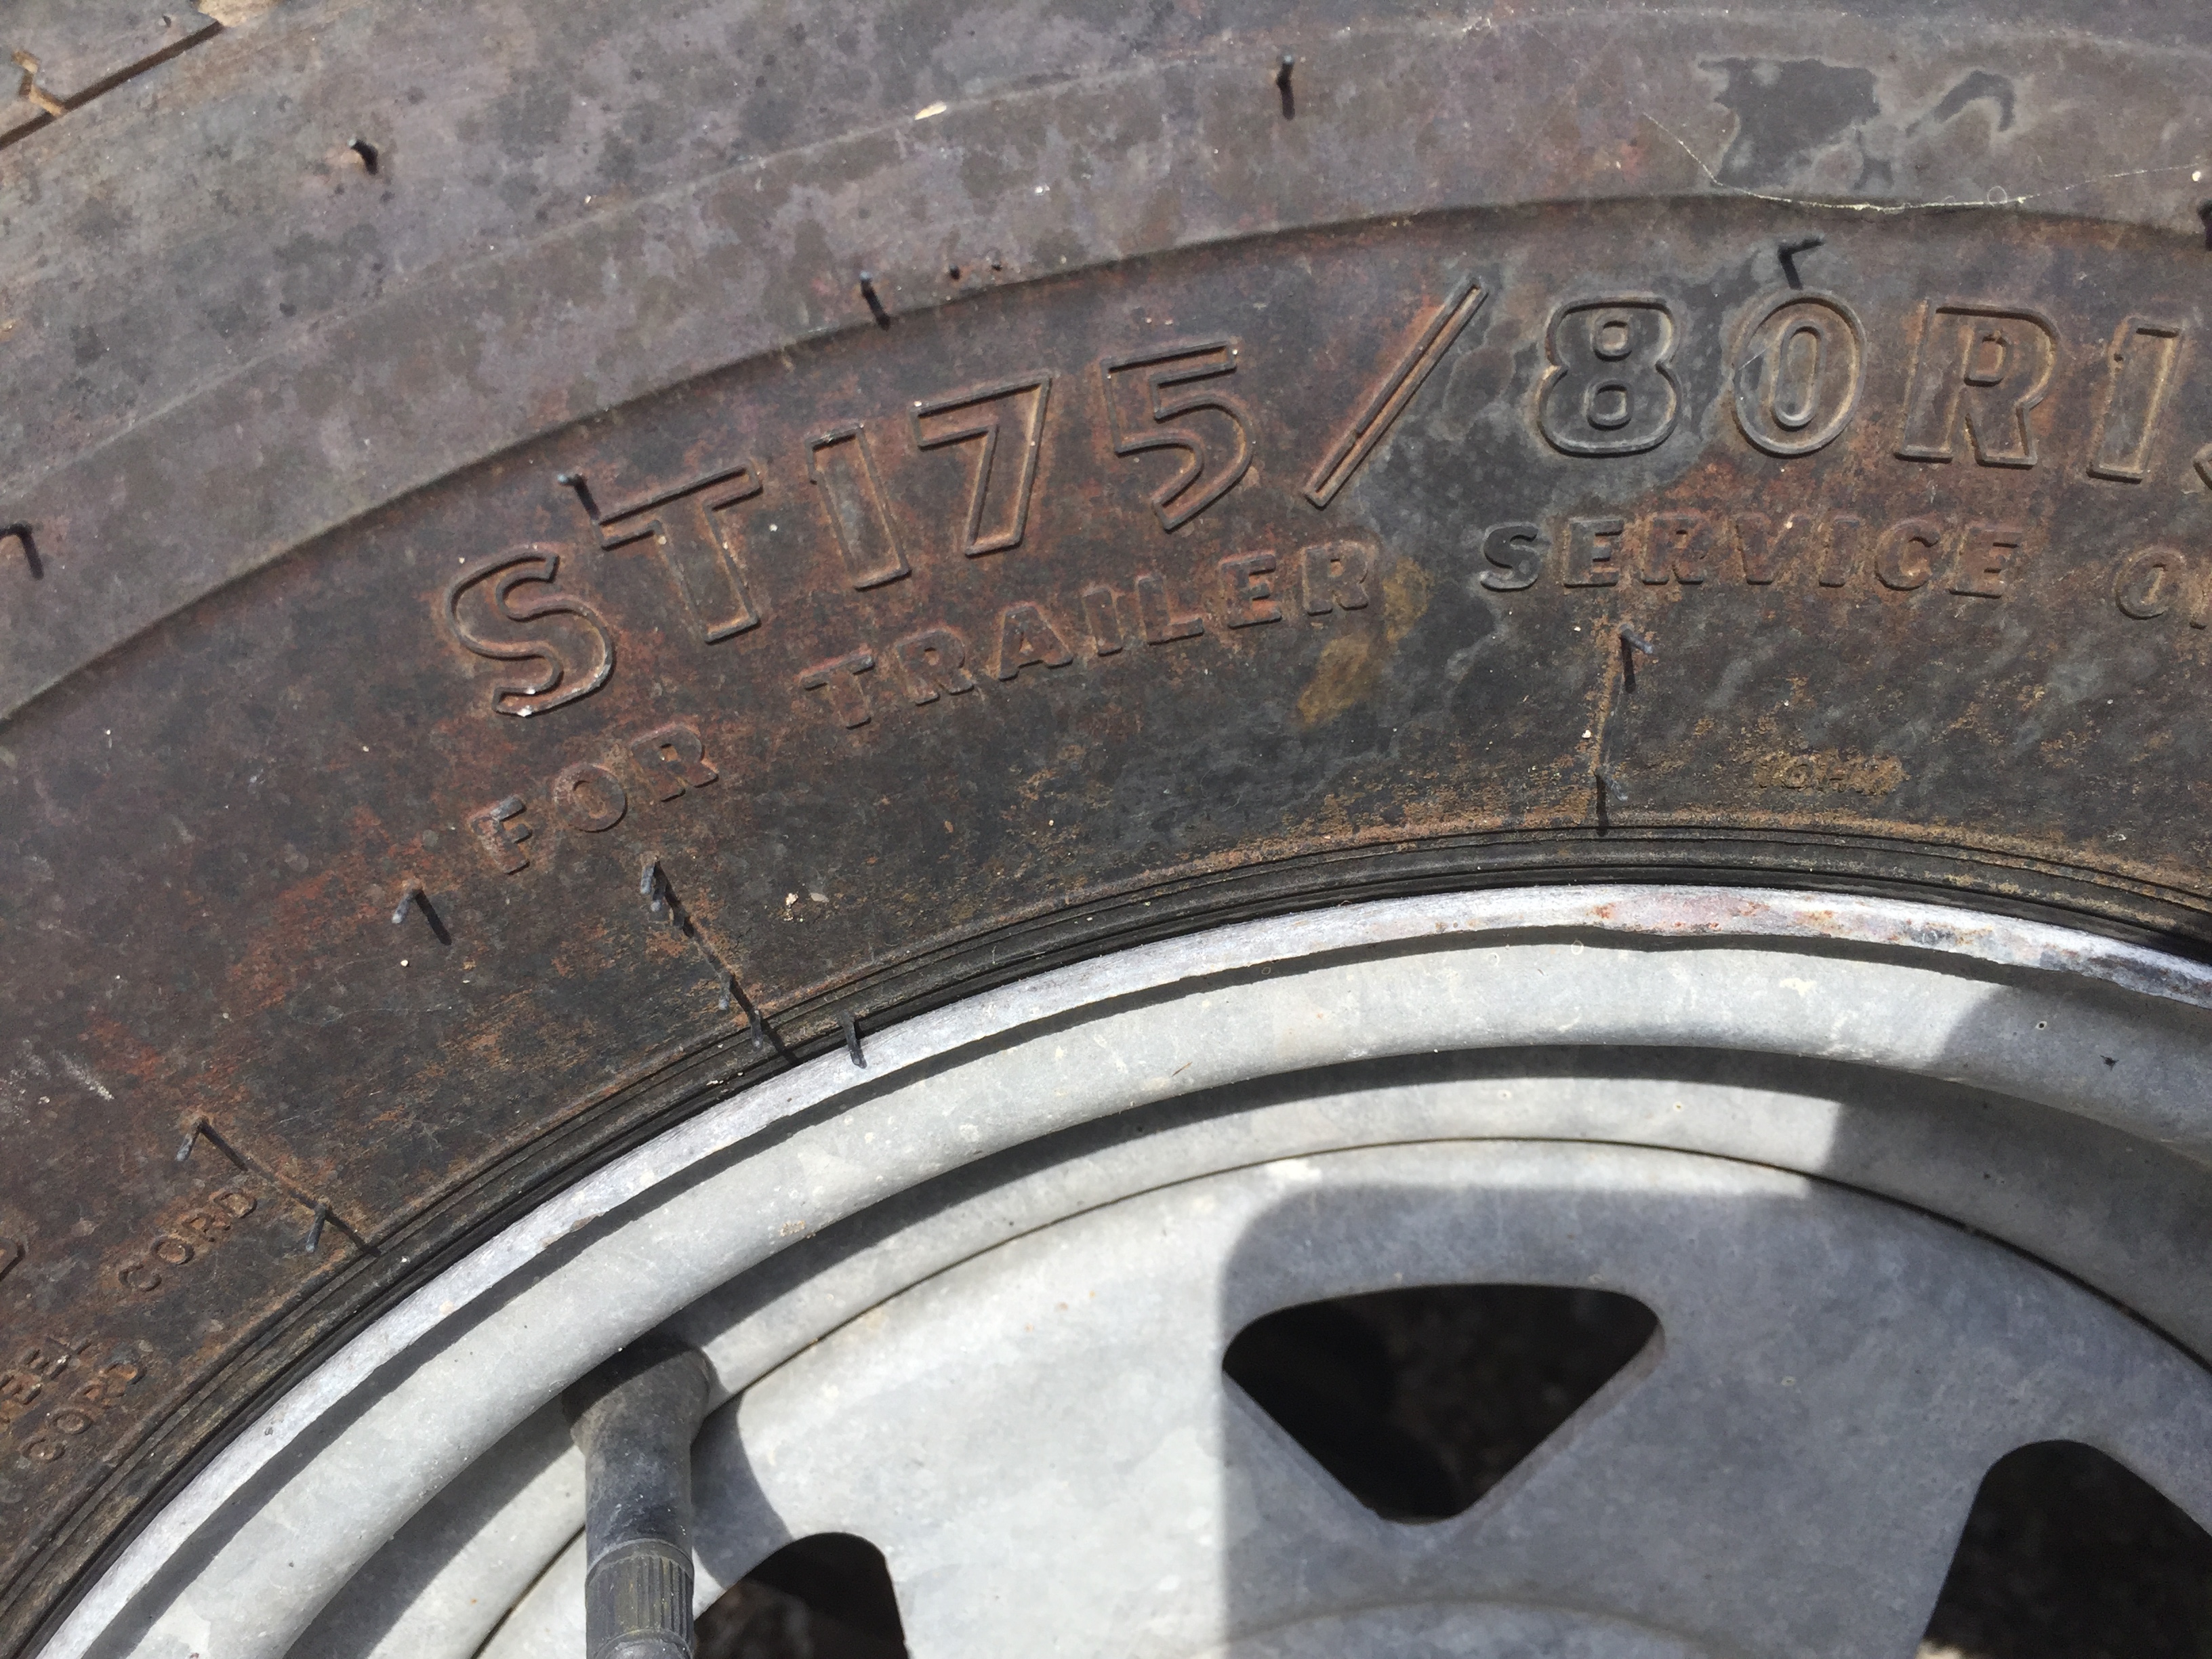 ST175/80R1
FOR TRAILER SERVICE O
CORD
CORD